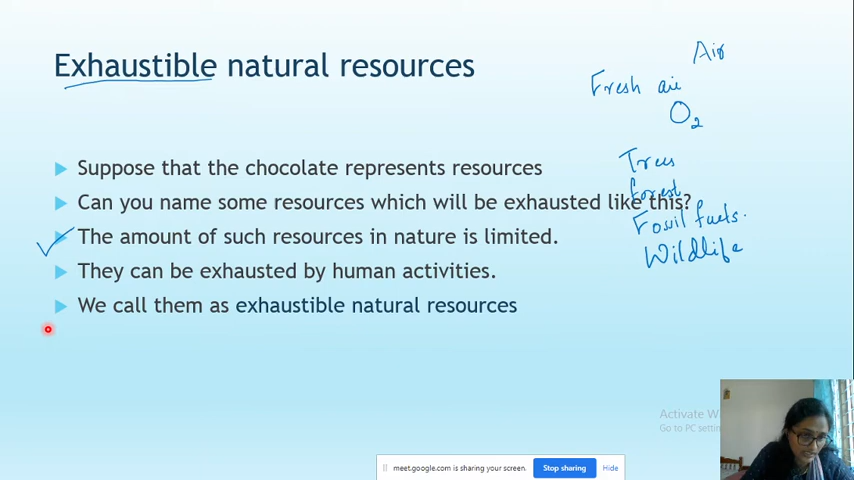 Exhaustible natural resources
Air
Fresh air
O2
Suppose that the chocolate represents resources
Trees
Can you name some resources which will be exhausted like this?
Forest
The amount of such resources in nature is limited.
Fossil fuels.
Wildlife
They can be exhausted by human activities.
We call them as exhaustible natural resources
Activate W
Go to PC settin
meet.google.com is sharing your screen. Stop sharing Hide